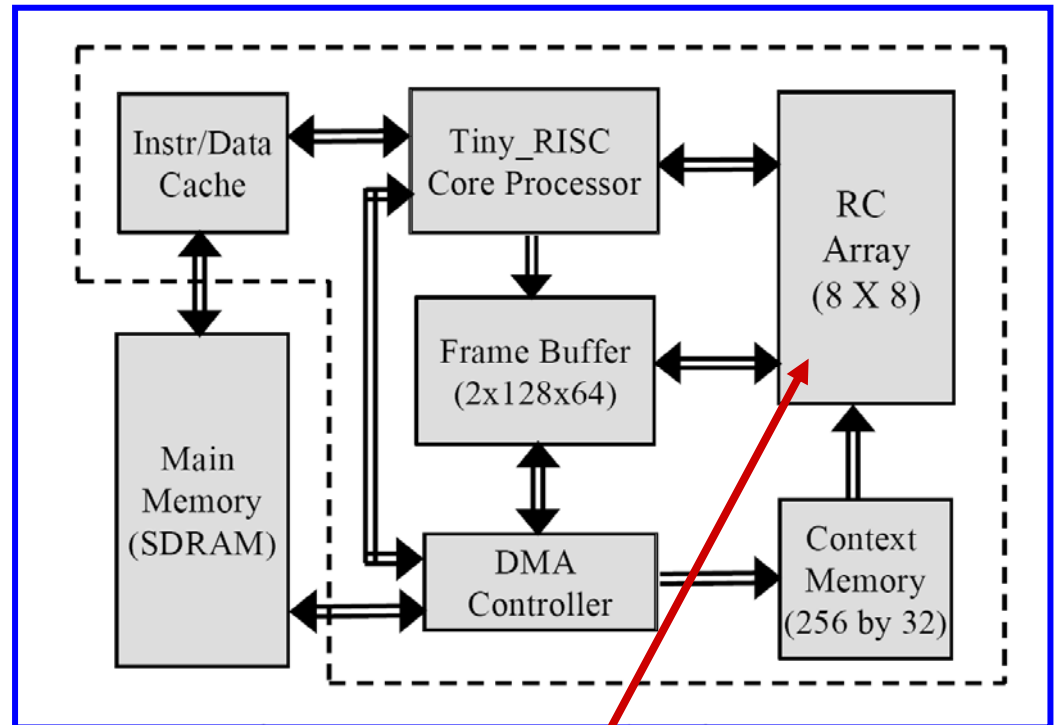 Instr/Data
Cache
Tiny_RISC
Core Processor
RC
Array
(8 X 8)
Frame Buffer
(2x128x64)
Main
Memory
(SDRAM)
DMA
Controller
Context
Memory
(256 by 32)